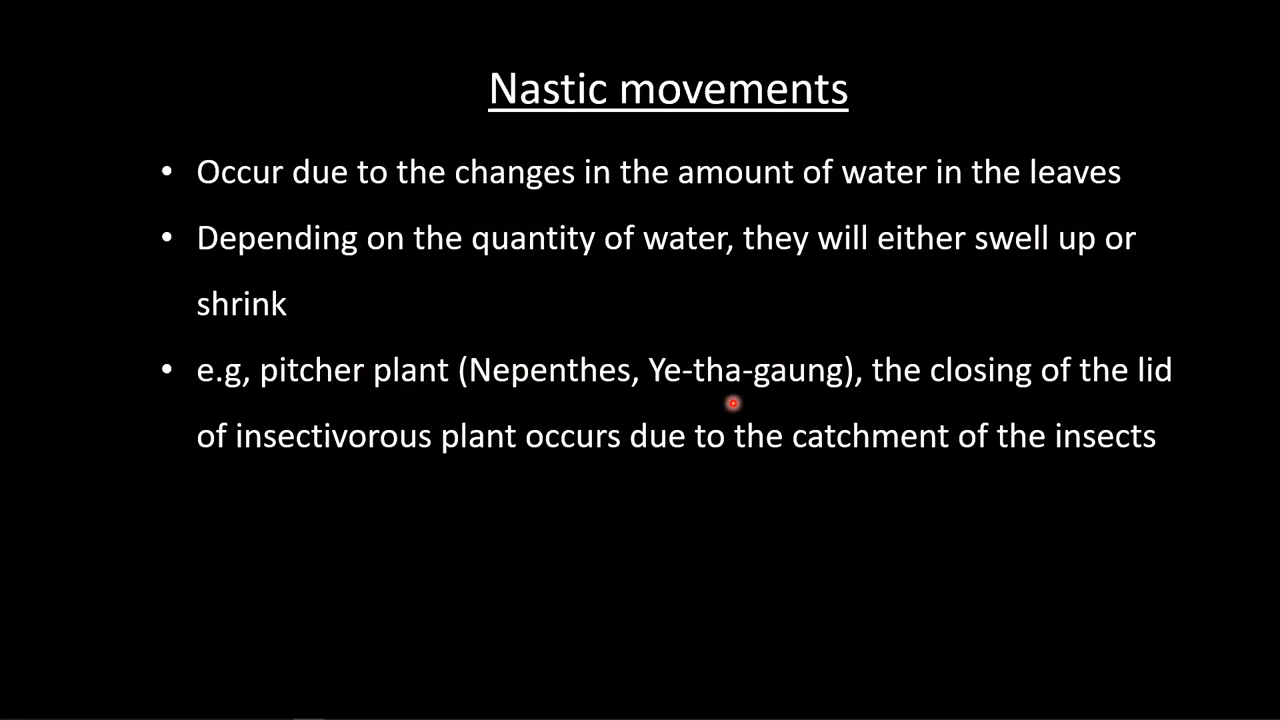 Nastic movements
• Occur due to the changes in the amount of water in the leaves
• Depending on the quantity of water, they will either swell up or
shrink
• e.g, pitcher plant (Nepenthes, Ye-tha-gaung), the closing of the lid
of insectivorous plant occurs due to the catchment of the insects